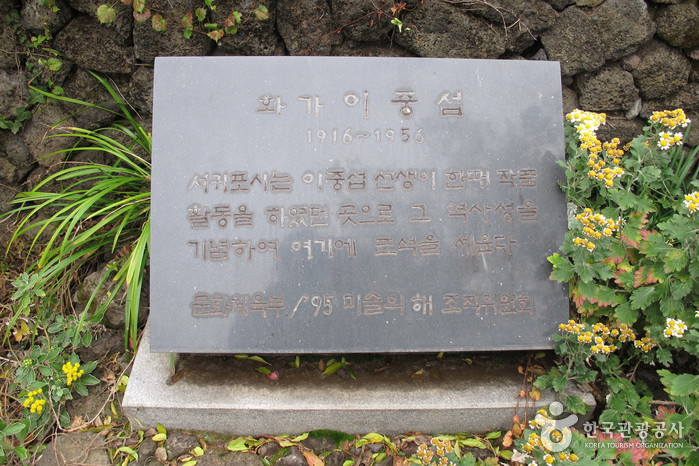 화가 이중섭
1916~1956
서귀포시는 이중섭 선생이 한때 작품
활동을 하였던 곳으로 그 역사성을
기념하여 여기에 표석을 세운다
문화체육부/'95 미술의 해 조직위원회
한국관광공사
KOREA TOURISM ORGANIZATION